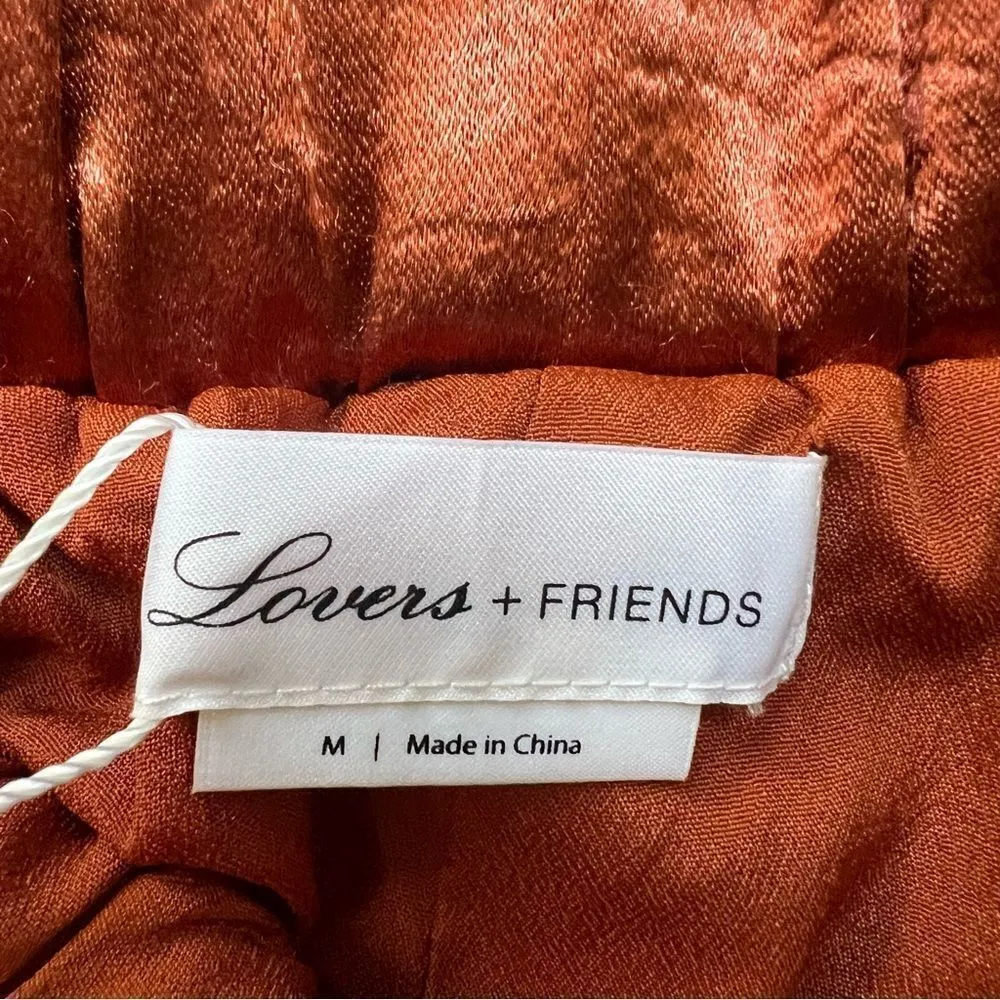 Lovers + FRIENDS
M | Made in China